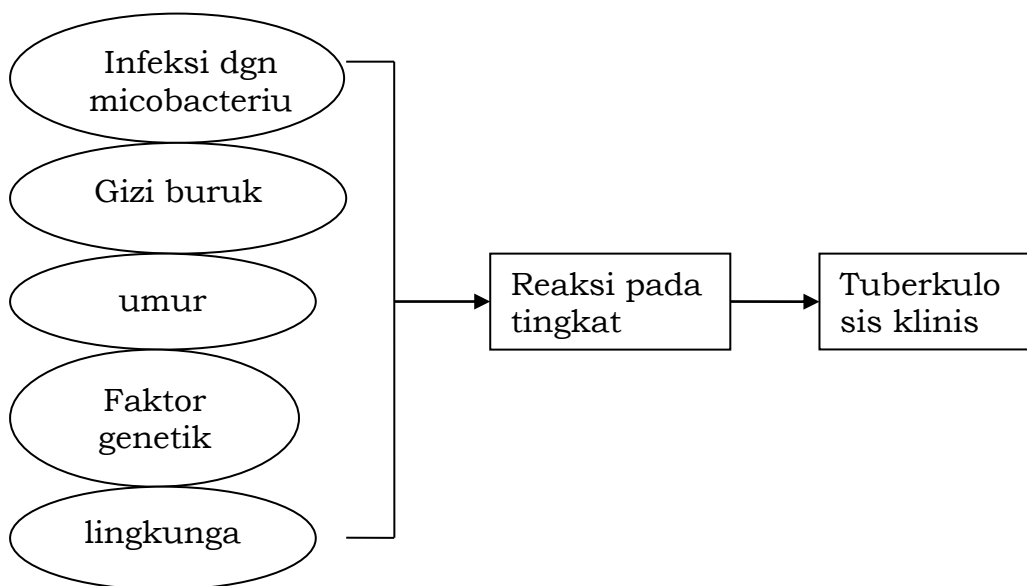 Infeksi dgn
micobacteriu
Gizi buruk
umur
Faktor
genetik
lingkunga
Reaksi pada
tingkat
Tuberkulo
sis klinis